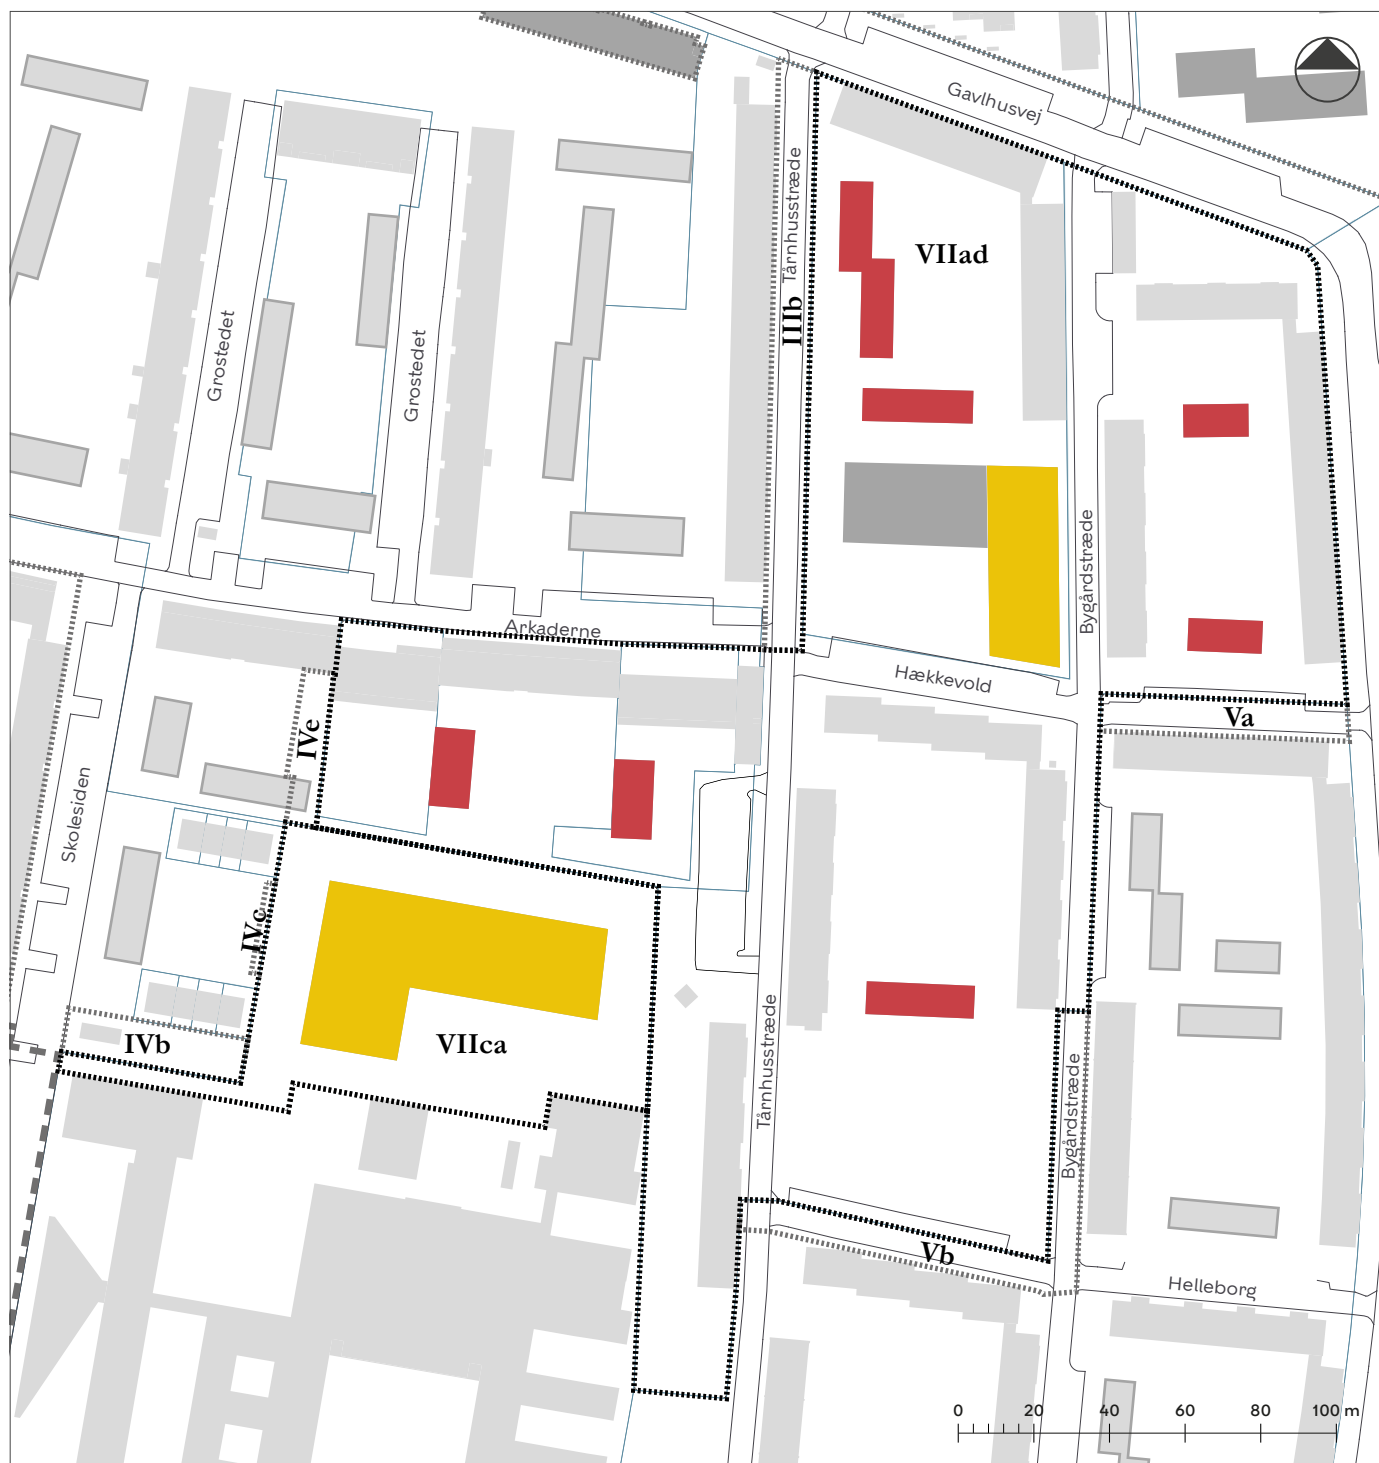 Gavlhusvej
Tårnhusstræde
VIIad
IIIb
Grostedet
Grostedet
Bygårdstræde
Arkaderne
Hækkevold
IVe
Va
Skolesiden
IVc
VIIca
IVb
Tårnhusstræde
Bygårdstræde
Vb
Helleborg
0 20 40 60 80 100 m